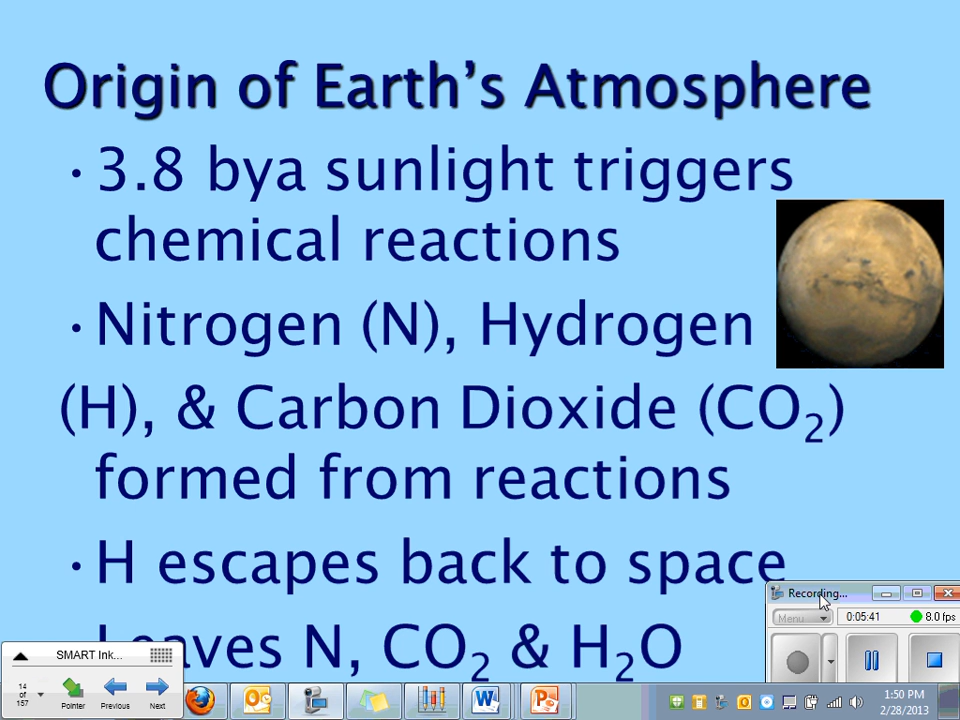 Origin of Earth’s Atmosphere
•3.8 bya sunlight triggers
chemical reactions
•Nitrogen (N), Hydrogen
(H), & Carbon Dioxide (CO₂)
formed from reactions
•H escapes back to space
N, CO₂ & H₂O
Recording...
Menu
0:05:41
8.0 fps
SMART Ink...
14
of
157
Pointer Previous Next
1:50 PM
2/28/2013